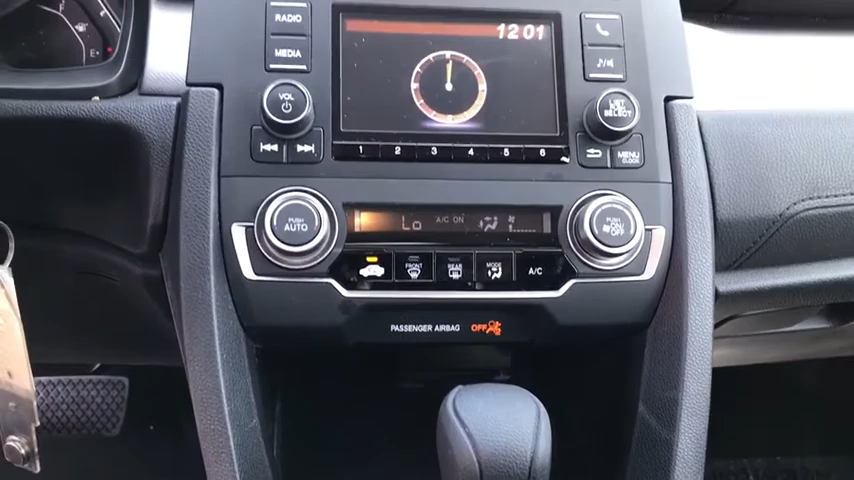 RADIO
MEDIA
VOL
12:01
LIST
SELECT
MENU
CLOCK
1 2 3 4 5 6
PUSH
AUTO
Lo
A/C ON
PUSH
ON
OFF
FRONT
REAR
MODE
A/C
PASSENGER AIRBAG
OFF
E